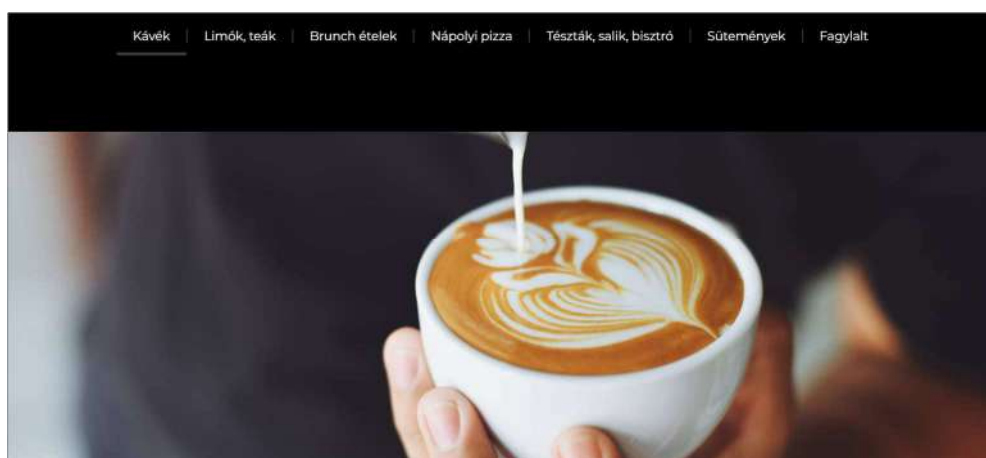 Kávék | Limók, teák | Brunch ételek | Nápolyi pizza | Tészták, salik, bisztró | Sütemények | Fagylalt